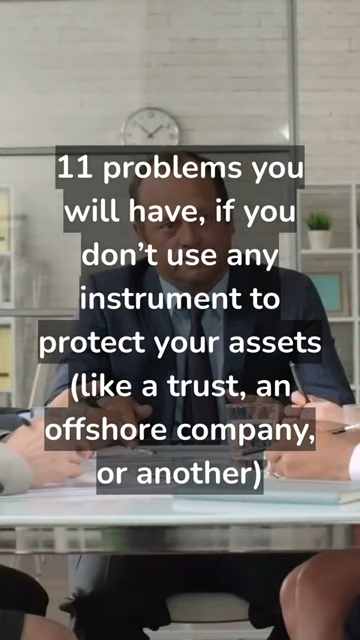 11 problems you
will have, if you
don’t use any
instrument to
protect your assets
(like a trust, an
offshore company,
or another)